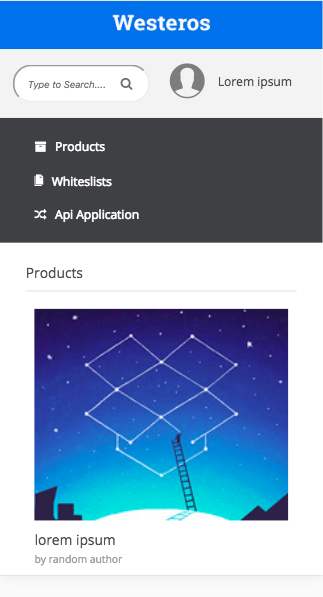 Westeros
Type to Search....
Lorem ipsum
Products
Whiteslists
Api Application
Products
lorem ipsum
by random author